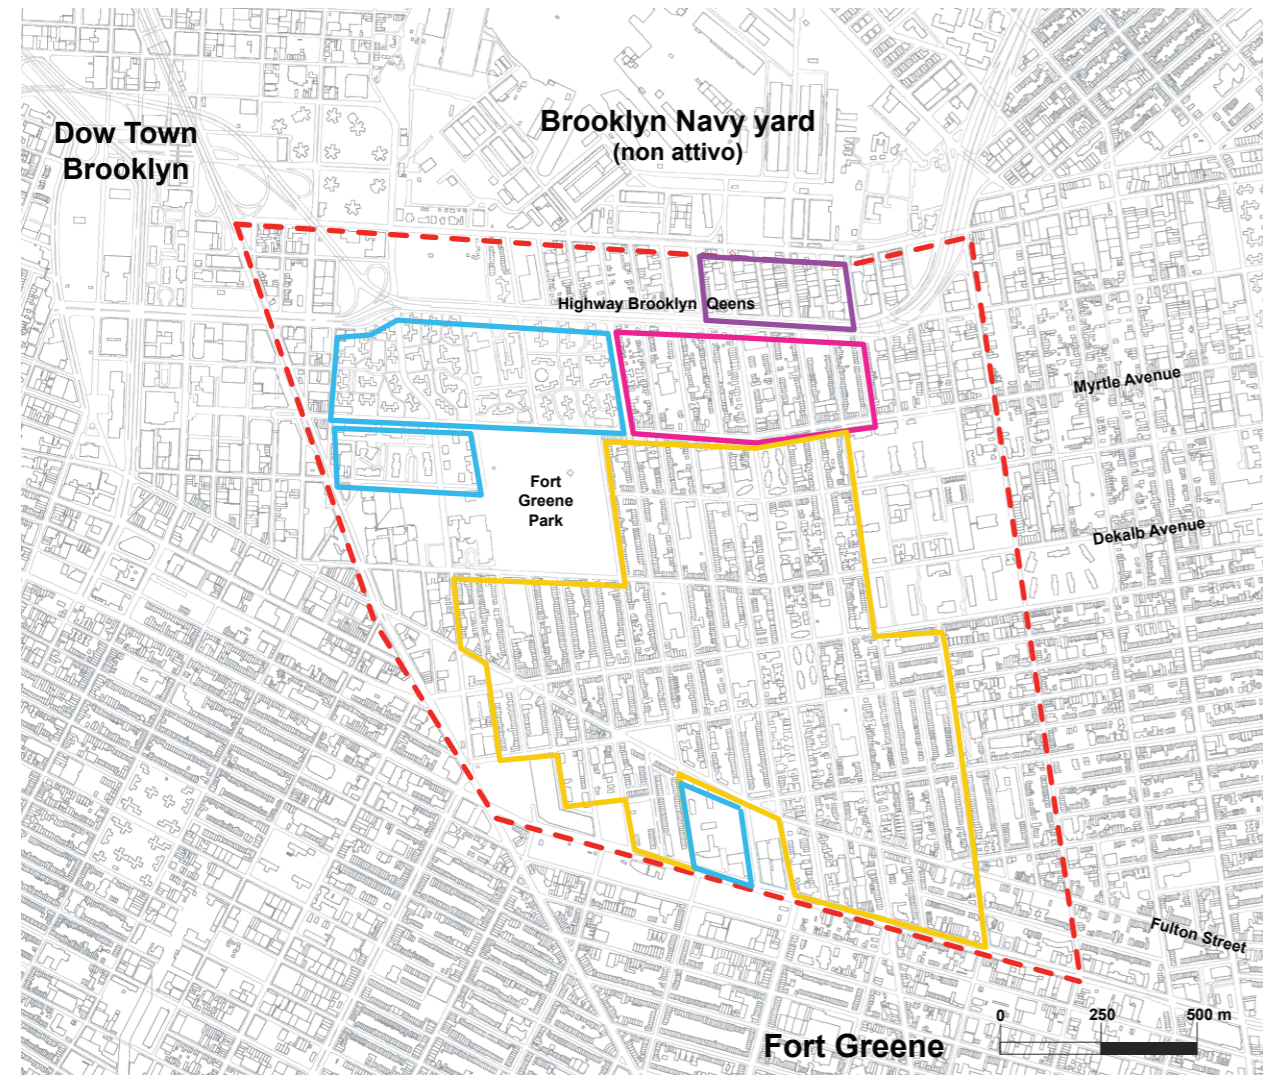 Dow Town
Brooklyn
Brooklyn Navy yard
(non attivo)
Highway Brooklyn Qeens
Myrtle Avenue
Fort
Greene
Park
Dekalb Avenue
Fulton Street
0 250 500 m
Fort Greene